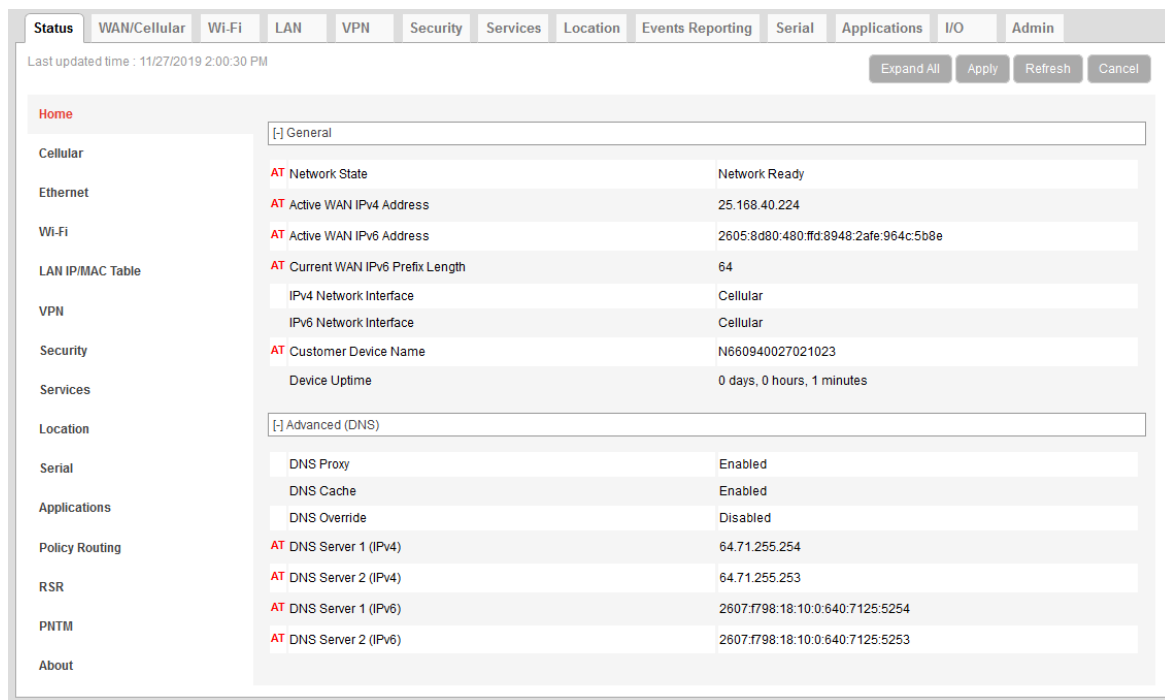 Status WAN/Cellular Wi-Fi LAN VPN Security Services Location Events Reporting Serial Applications I/O Admin
Last updated time : 11/27/2019 2:00:30 PM
Expand All Apply Refresh Cancel
Home
Cellular
Ethernet
Wi-Fi
LAN IP/MAC Table
VPN
Security
Services
Location
Serial
Applications
Policy Routing
RSR
PNTM
About
[-] General
AT Network State Network Ready
AT Active WAN IPv4 Address 25.168.40.224
AT Active WAN IPv6 Address 2605:8d80:480:ffd:8948:2afe:964c:5b8e
AT Current WAN IPv6 Prefix Length 64
IPv4 Network Interface Cellular
IPv6 Network Interface Cellular
AT Customer Device Name N660940027021023
Device Uptime 0 days, 0 hours, 1 minutes
[-] Advanced (DNS)
DNS Proxy Enabled
DNS Cache Enabled
DNS Override Disabled
AT DNS Server 1 (IPv4) 64.71.255.254
AT DNS Server 2 (IPv4) 64.71.255.253
AT DNS Server 1 (IPv6) 2607:f798:18:10:0:640:7125:5254
AT DNS Server 2 (IPv6) 2607:f798:18:10:0:640:7125:5253